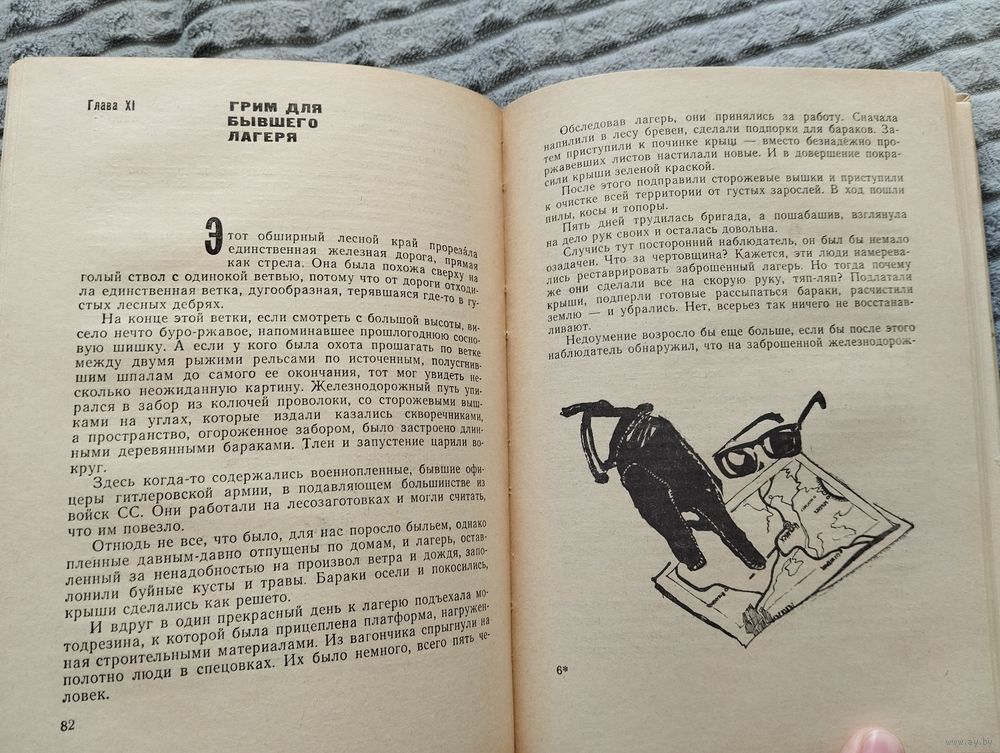 Глава XI
ГРИМ ДЛЯ
БЫВШЕГО
ЛАГЕРЯ
Этот обширный лесной край прорезала
единственная железная дорога, прямая
как стрела. Она была похожа сверху на
голый ствол с одинокой ветвью, потому что от дороги отходи-
ла единственная ветка, дугообразная, терявшаяся где-то в гу-
стых лесных дебрях.
На конце этой ветки, если смотреть с большой высоты, ви-
село нечто буро-ржавое, напоминавшее прошлогоднюю сосно-
вую шишку. А если у кого была охота прошагать по ветке
между двумя рыжими рельсами по источенным, полусгнив-
шим шпалам до самого ее окончания, тот мог увидеть не-
сколько неожиданную картину. Железнодорожный путь упи-
рался в забор из колючей проволоки, со сторожевыми выш-
ками на углах, которые издали казались скворечниками,
а пространство, огороженное забором, было застроено длин-
ными деревянными бараками. Тлен и запустение царили во-
круг.
Здесь когда-то содержались военнопленные, бывшие офи-
церы гитлеровской армии, в подавляющем большинстве из
войск СС. Они работали на лесозаготовках и могли считать,
что им повезло.
Отнюдь не все, что было, для нас поросло быльем, однако
пленные давным-давно отпущены по домам, и лагерь, остав-
ленный за ненадобностью на произвол ветра и дождя, запо-
лонили буйные кусты и травы. Бараки осели и покосились,
крыши сделались как решето.
И вдруг в один прекрасный день к лагерю подъехала мо-
тодрезина, к которой была прицеплена платформа, нагружен-
ная строительными материалами. Из вагончика спрыгнули на
полотно люди в спецовках. Их было немного, всего пять че-
ловек.
82
Обследовав лагерь, они принялись за работу. Сначала
напилили в лесу бревен, сделали подпорки для бараков. За-
тем приступили к починке крыш — вместо безнадёжно про-
ржавевших листов настилали новые. И в довершение покра-
сили крыши зеленой краской.
После этого подправили сторожевые вышки и приступили
к очистке всей территории от густых зарослей. В ход пошли
пилы, косы и топоры.
Пять дней трудилась бригада, и пошабашив, взглянула
на дело рук своих и осталась довольна.
Случись тут посторонний наблюдатель, он был бы немало
озадачен. Что за чертовщина? Кажется, эти люди намерева-
лись реставрировать заброшенный лагерь. Но тогда почему
же они сделали все на скорую руку, тяп-ляп? Подлатали
крыши, подперли готовые рассыпаться бараки, расчистили
землю — и убрались. Нет, всерьез так ничего не восстанав-
ливают.
Недоумение возросло бы еще больше, если бы после этого
наблюдатель обнаружил, что на заброшенной железнодорож-
6*
www.ay.by